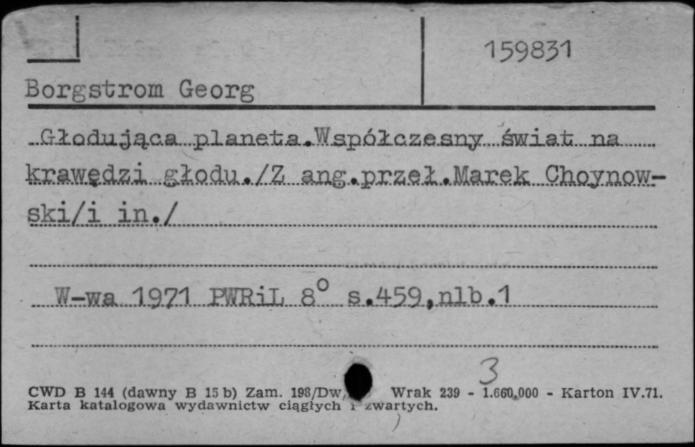 159831
Borgstrom Georg
Głodująca planeta.Współczesny świat na
krawędzi głodu./Z ang.przeł.Marek Choynow-
ski/i in./
W-wa 1971 PWRiL 8° s.459,nlb.1
3
CWD B 144 (dawny B 15 b) Zam. 198/Dw Wrak 239 - 1.660.000 - Karton IV.71.
Karta katalogowa wydawnictw ciągłych i zwartych.